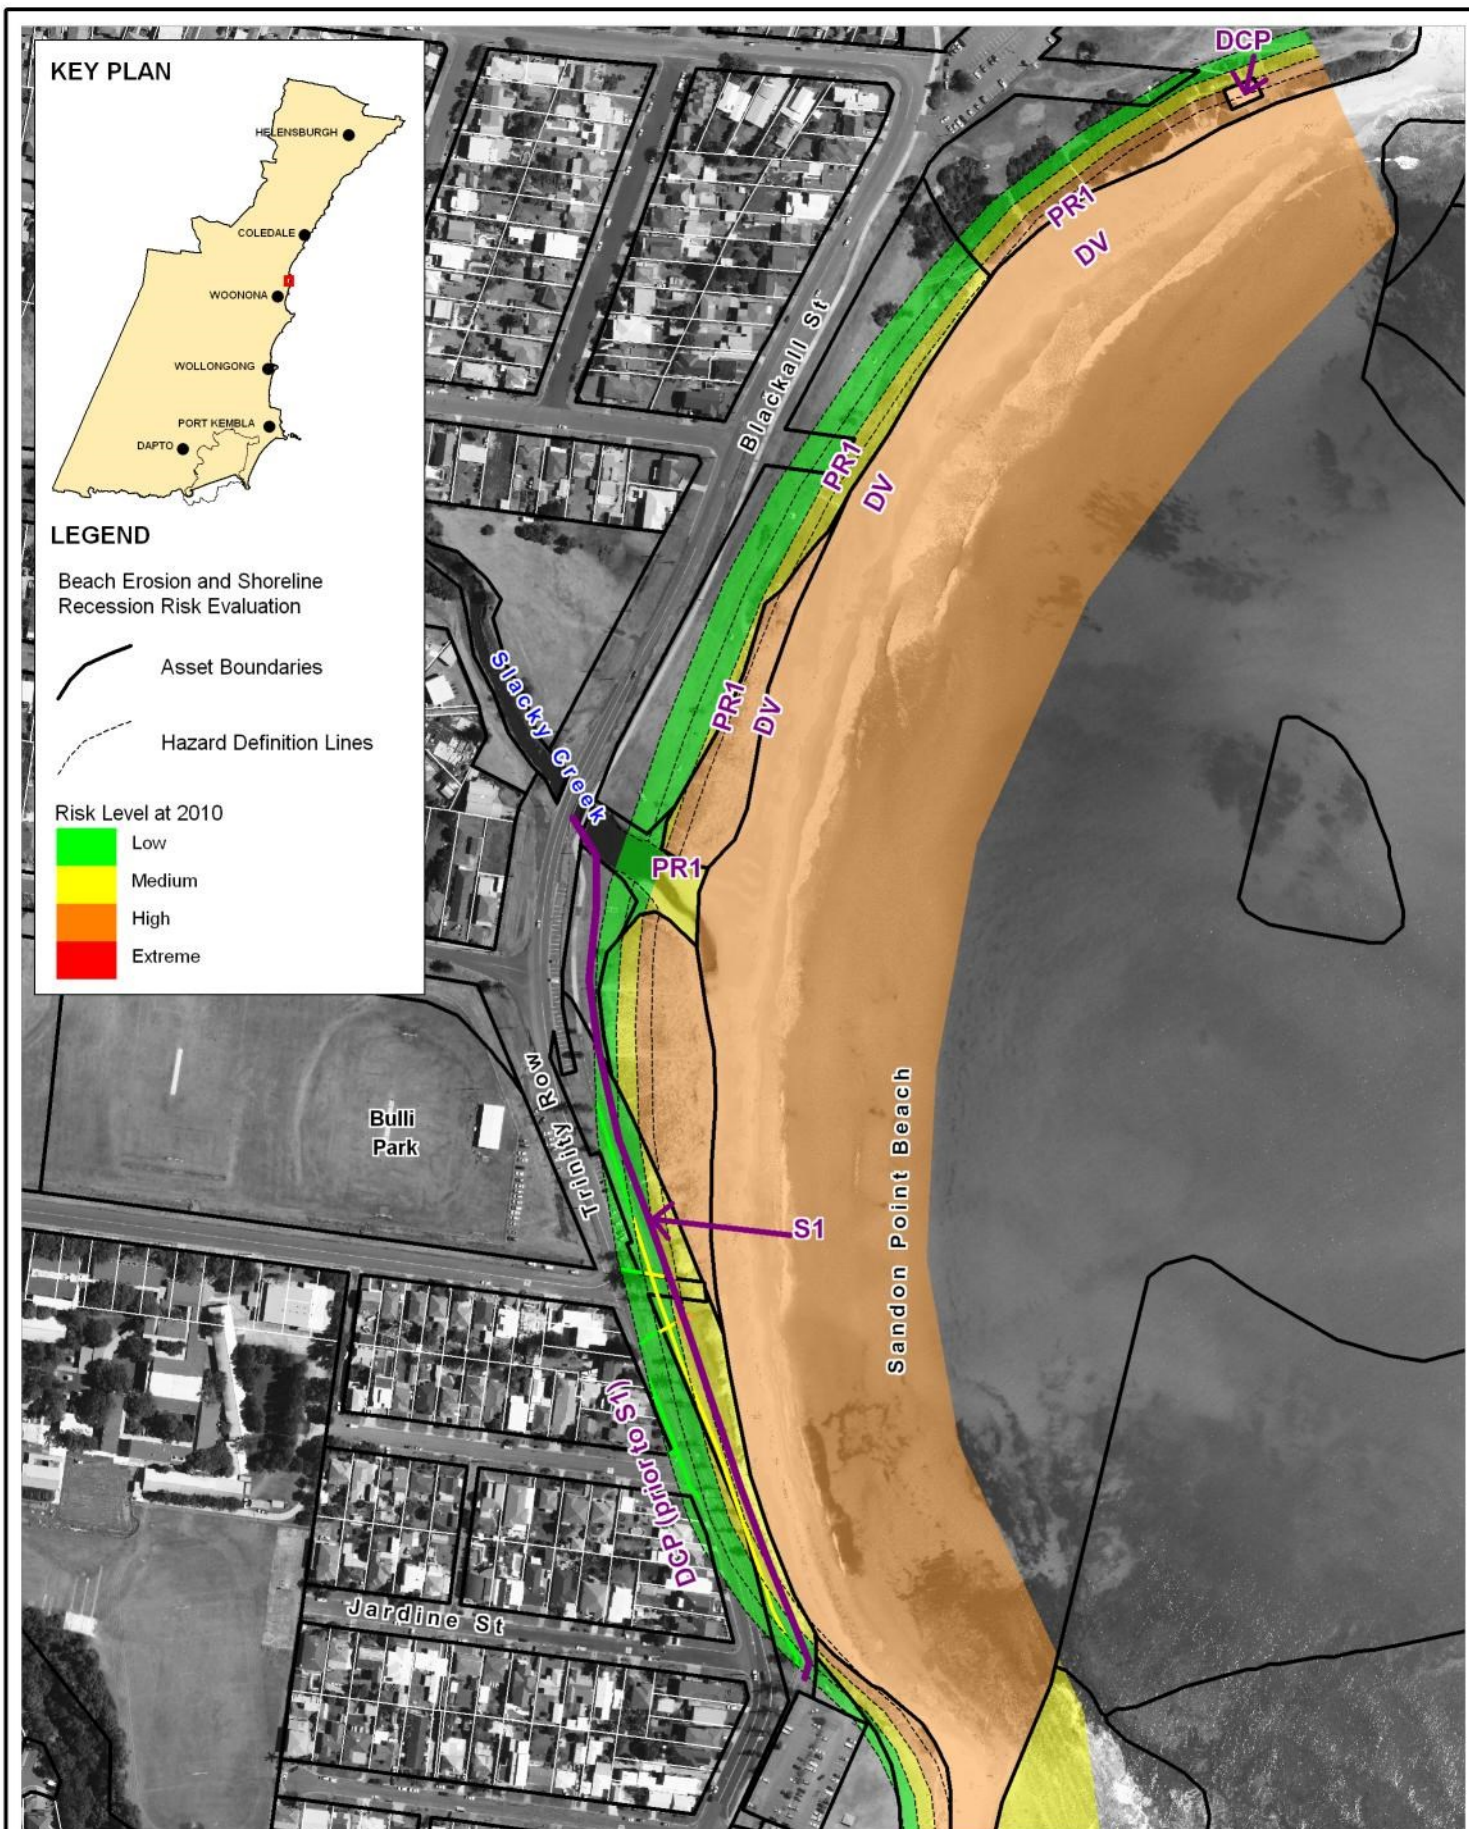 KEY PLAN
HELENSBURGH
COLEDALE
WOONONA
WOLLONGONG
PORT KEMBLA
DAPTO
LEGEND
Beach Erosion and Shoreline
Recession Risk Evaluation
Asset Boundaries
Hazard Definition Lines
Risk Level at 2010
Low
Medium
High
Extreme
DCP
PR1
DV
Blackall St
PR1
DV
Slacky Creek
PR1
DV
PR1
Bulli
Park
Trinity Row
Sandon Point Beach
S1
DCP (prior to S1)
Jardine St